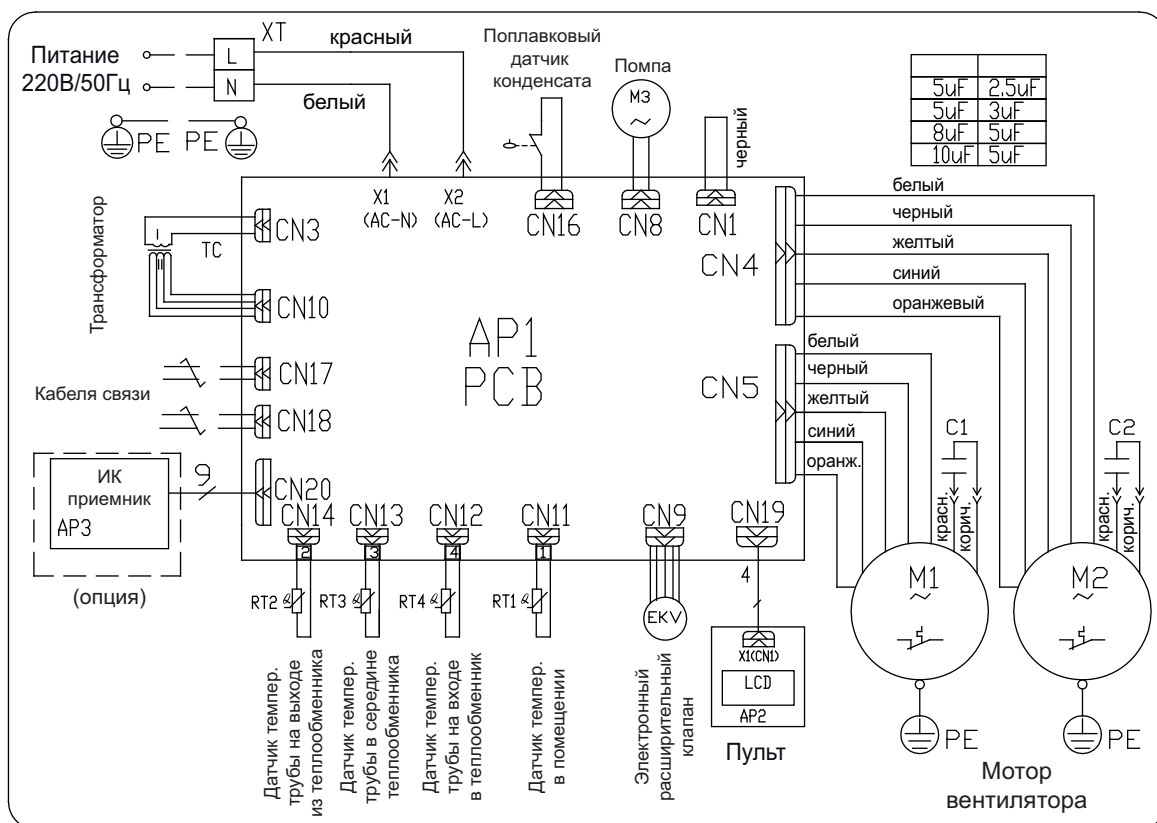 Питание
220В/50Гц
L
N
XT
красный
белый
PE
PE
Поплавковый
датчик
конденсата
Помпа
M3
~
черный
5uF 2.5uF
5uF 3uF
8uF 5uF
10uF 5uF
X1
(AC-N)
X2
(AC-L)
CN16
CN8
CN1
CN4
белый
черный
желтый
синий
оранжевый
Трансформатор
I
II
TC
CN3
CN10
AP1
PCB
CN5
белый
черный
желтый
синий
оранж.
Кабеля связи
CN17
CN18
ИК
приемник
AP3
(опция)
9
CN20
CN14
CN13
CN12
CN11
CN9
CN19
2
3
4
1
4
RT2
RT3
RT4
RT1
EKV
X1(CN1)
LCD
AP2
Пульт
C1
красн.
корич.
C2
красн.
корич.
M1
~
M2
~
PE
PE
Мотор
вентилятора
Датчик темпер.
трубы на выходе
из теплообменника
Датчик темпер.
трубы в середине
теплообменника
Датчик темпер.
трубы на входе
в теплообменник
Датчик темпер.
в помещении
Электронный
расширительный
клапан